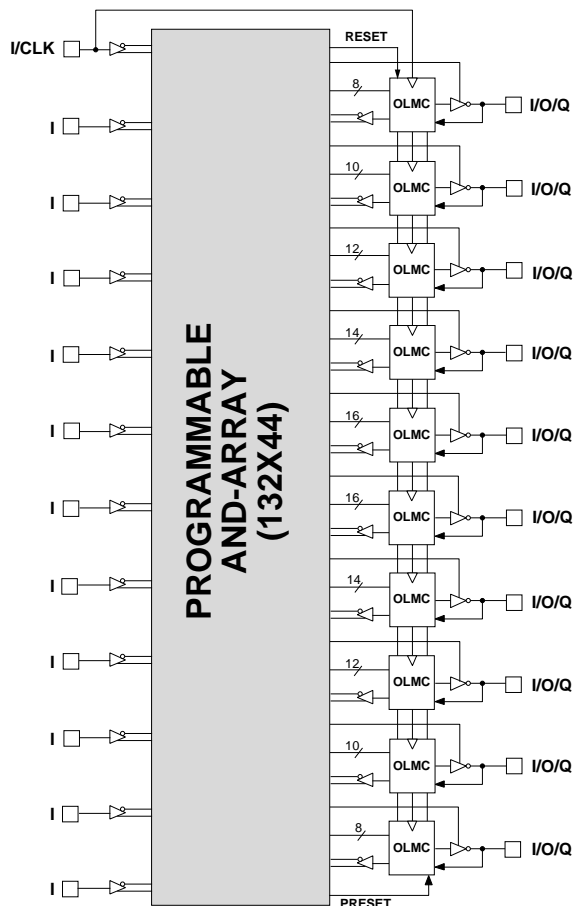 RESET
I/CLK
8
OLMC
I/O/Q
I
10
OLMC
I/O/Q
I
12
OLMC
I/O/Q
I
14
OLMC
I/O/Q
I
PROGRAMMABLE
AND-ARRAY
(132X44)
16
OLMC
I/O/Q
I
16
OLMC
I/O/Q
I
14
OLMC
I/O/Q
I
12
OLMC
I/O/Q
I
10
OLMC
I/O/Q
I
8
OLMC
I/O/Q
I
I
PRESET